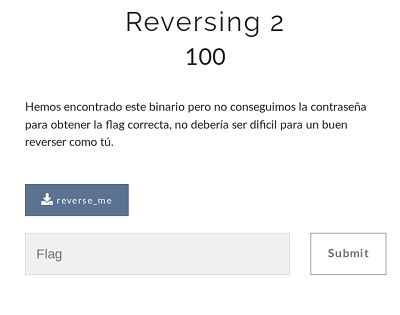 Reversing 2
100
Hemos encontrado este binario pero no conseguimos la contraseña
para obtener la flag correcta, no debería ser dificil para un buen
reverser como tú.
reverse_me
Flag
Submit